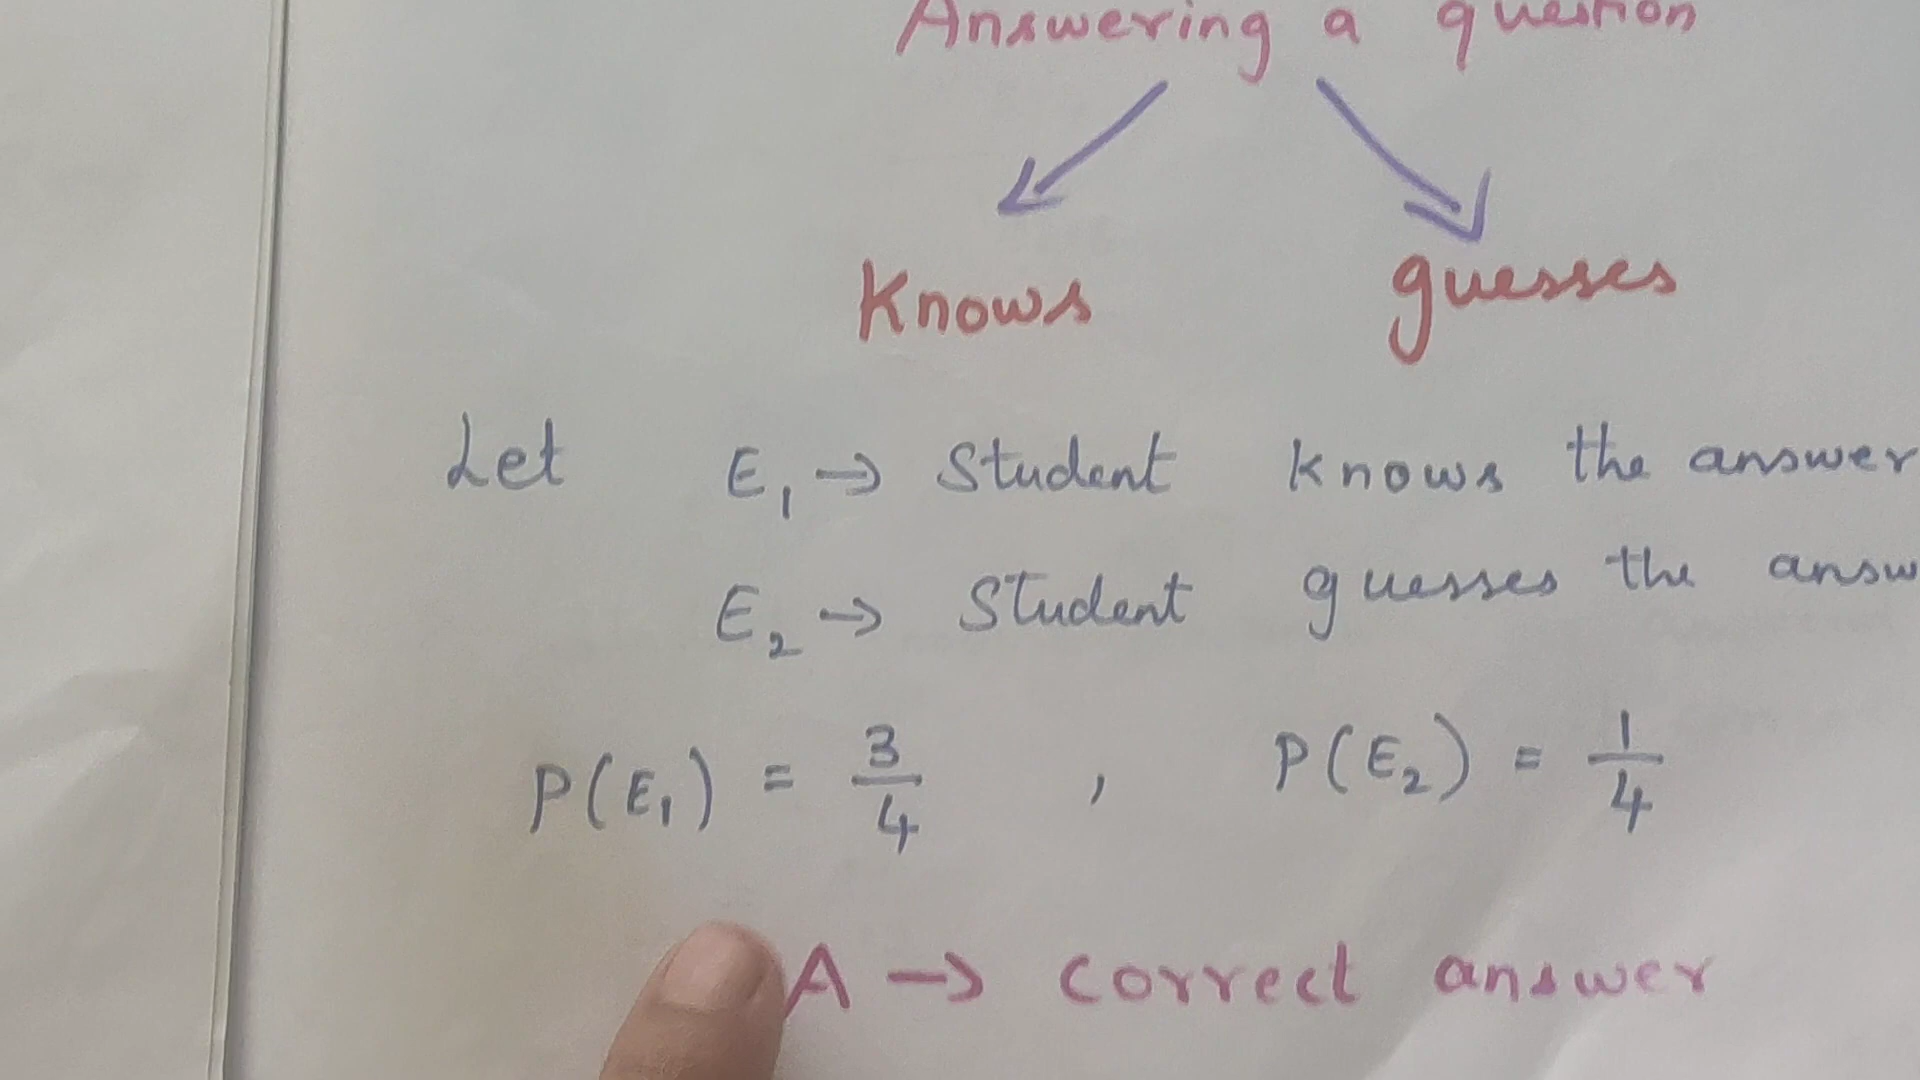 Answering a question
Knows guesses
Let E₁ → Student knows the answer
E₂ → Student guesses the answ
P(E₁) = 3/4 , P(E₂) = 1/4
A → correct answer